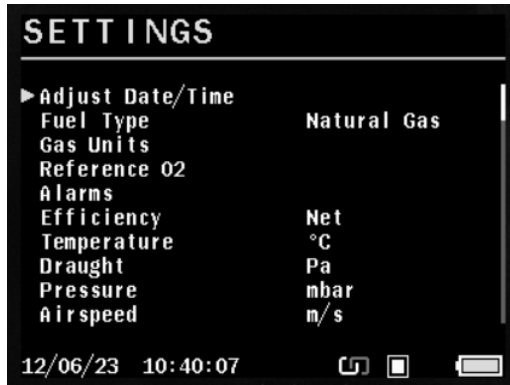 SETTINGS
Adjust Date/Time
Fuel Type Natural Gas
Gas Units
Reference O2
Alarms
Efficiency Net
Temperature °C
Draught Pa
Pressure mbar
Airspeed m/s
12/06/23 10:40:07